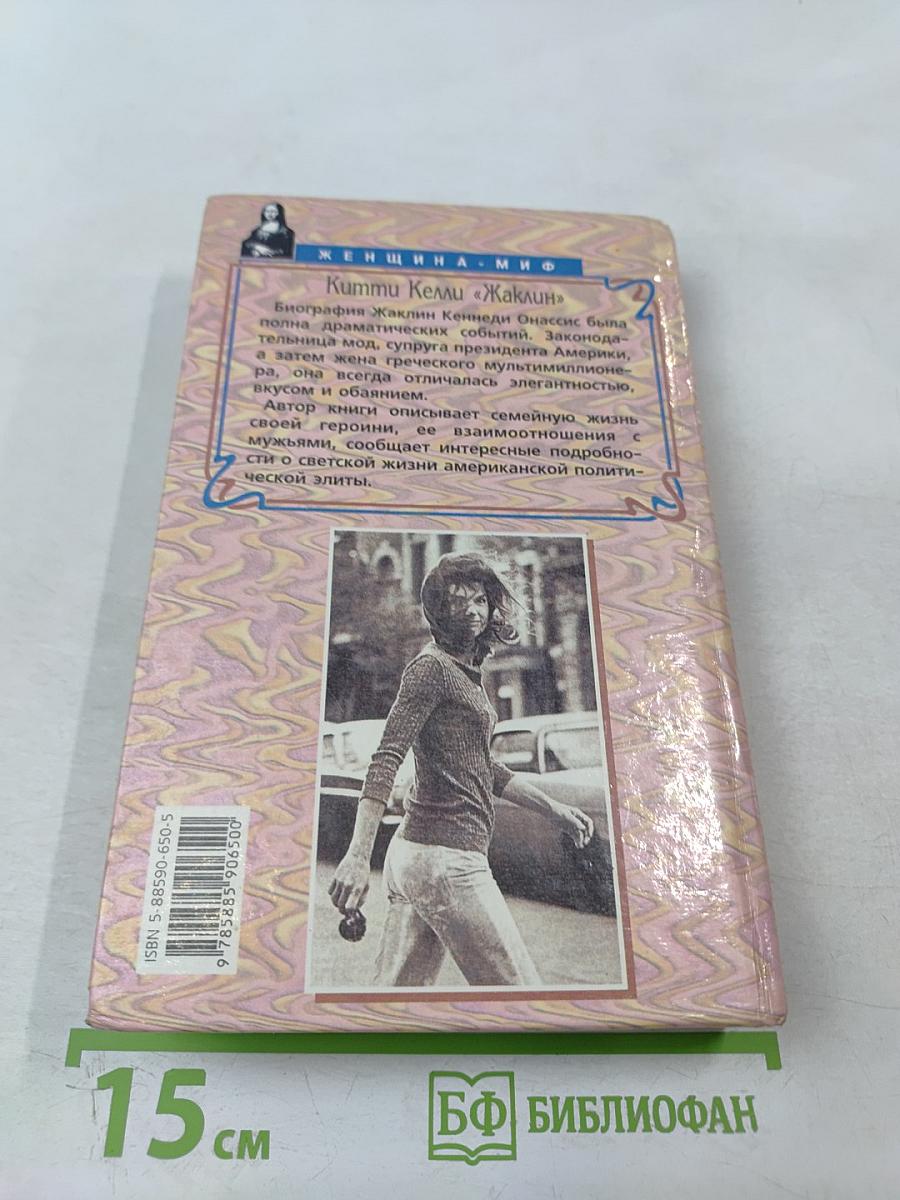 ЖЕНЩИНА-МИФ
Китти Келли «Жаклин»
Биография Жаклин Кеннеди Онассис была
полна драматических событий. Законода-
тельница мод, супруга президента Америки,
а затем жена греческого мультимиллионе-
ра, она всегда отличалась элегантностью,
вкусом и обаянием.
Автор книги описывает семейную жизнь
своей героини, ее взаимоотношения с
мужьями, сообщает интересные подробно-
сти о светской жизни американской полити-
ческой элиты.
ISBN 5-88590-650-5
9 785885 906500
15 см
БФ БИБЛИОФАН